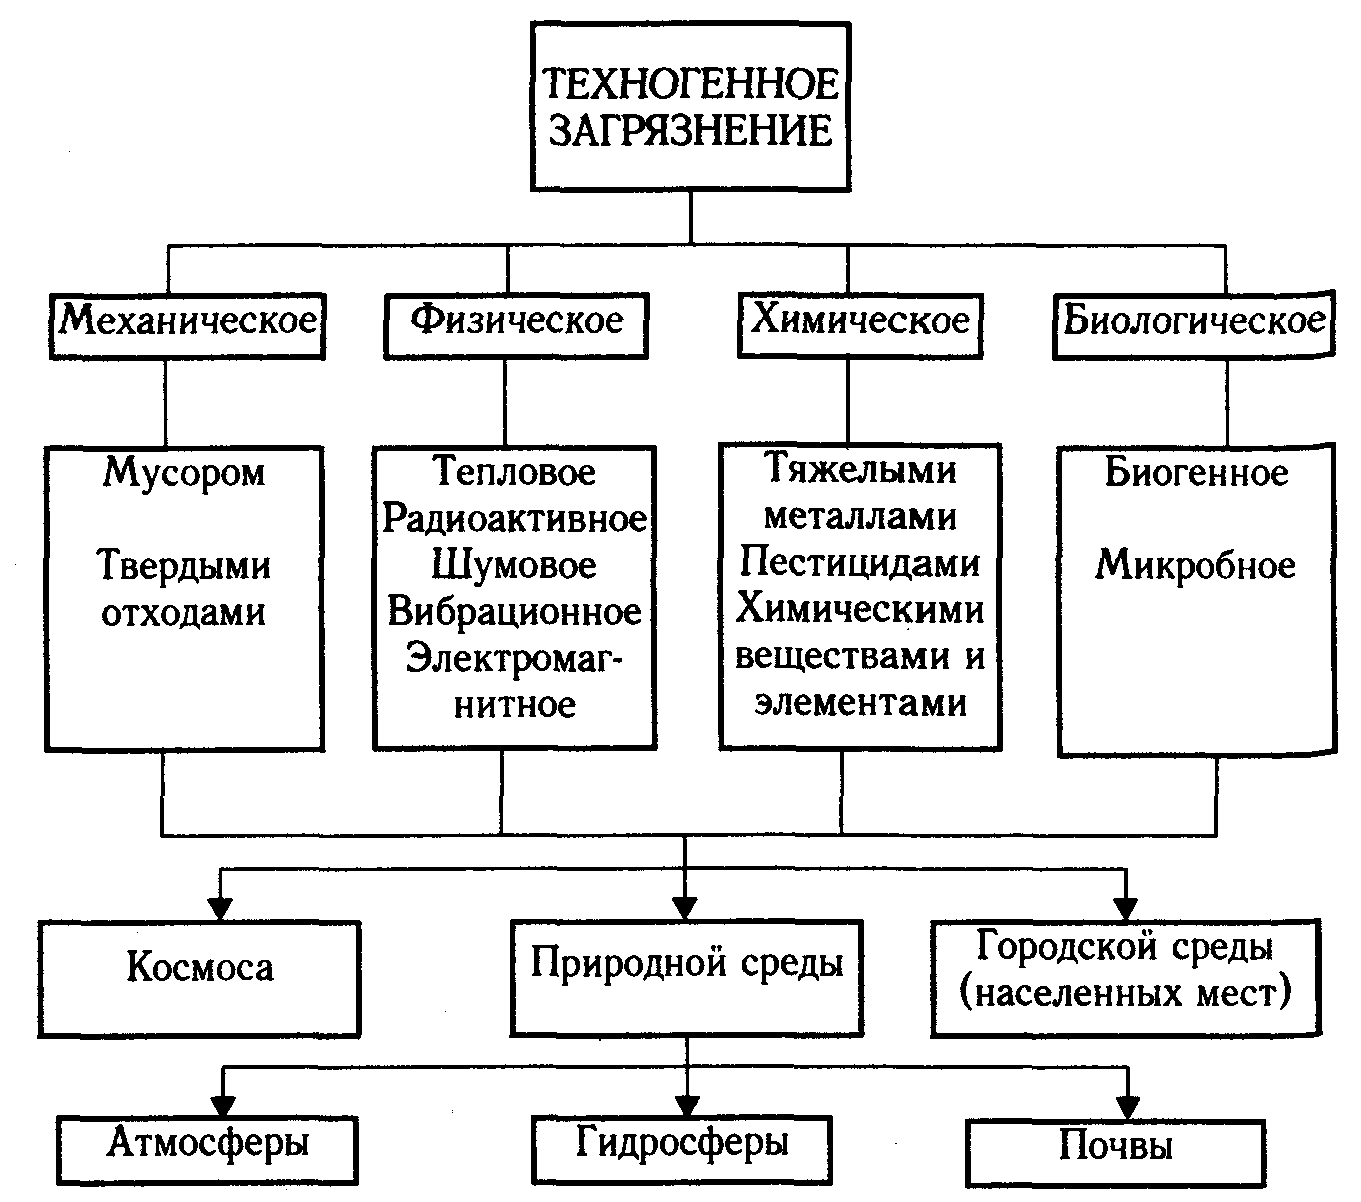 ТЕХНОГЕННОЕ
ЗАГРЯЗНЕНИЕ
Механическое
Физическое
Химическое
Биологическое
Мусором
Твердыми
отходами
Тепловое
Радиоактивное
Шумовое
Вибрационное
Электромаг-
нитное
Тяжелыми
металлами
Пестицидами
Химическими
веществами и
элементами
Биогенное
Микробное
Космоса
Природной среды
Городской среды
(населенных мест)
Атмосферы
Гидросферы
Почвы